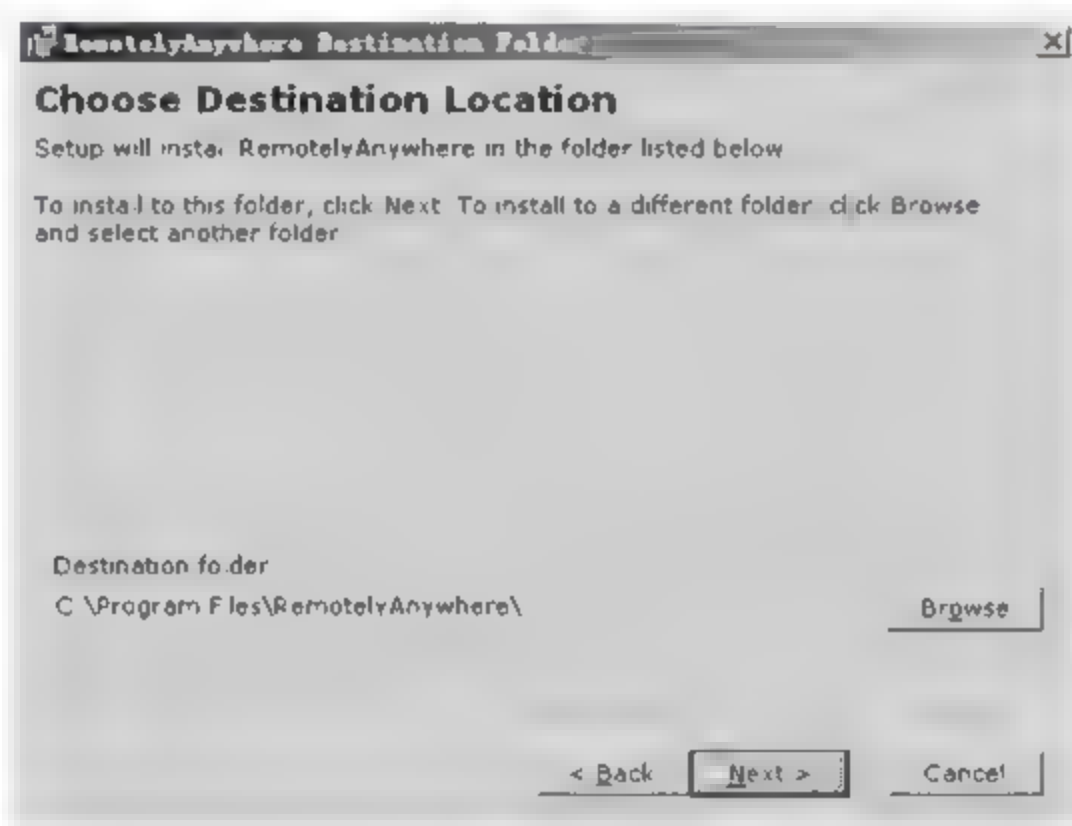 RemotelyAnywhere Destination Folder
Choose Destination Location
Setup will install RemotelyAnywhere in the folder listed below
To install to this folder, click Next To install to a different folder click Browse
and select another folder
Destination folder
C \Program Files\RemotelyAnywhere\
Browse
< Back
Next >
Cancel